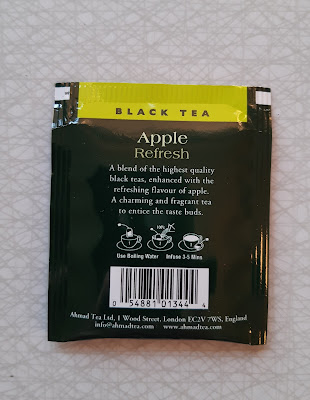 BLACK TEA
Apple
Refresh
A blend of the highest quality
black teas, enhanced with the
refreshing flavour of apple.
A charming and fragrant tea
to entice the taste buds.
100°C
Use Boiling Water Infuse 3-5 Mins
0 54881 01344 4
Ahmad Tea Ltd, 1 Wood Street, London EC2V 7WS, England
info@ahmadtea.com www.ahmadtea.com